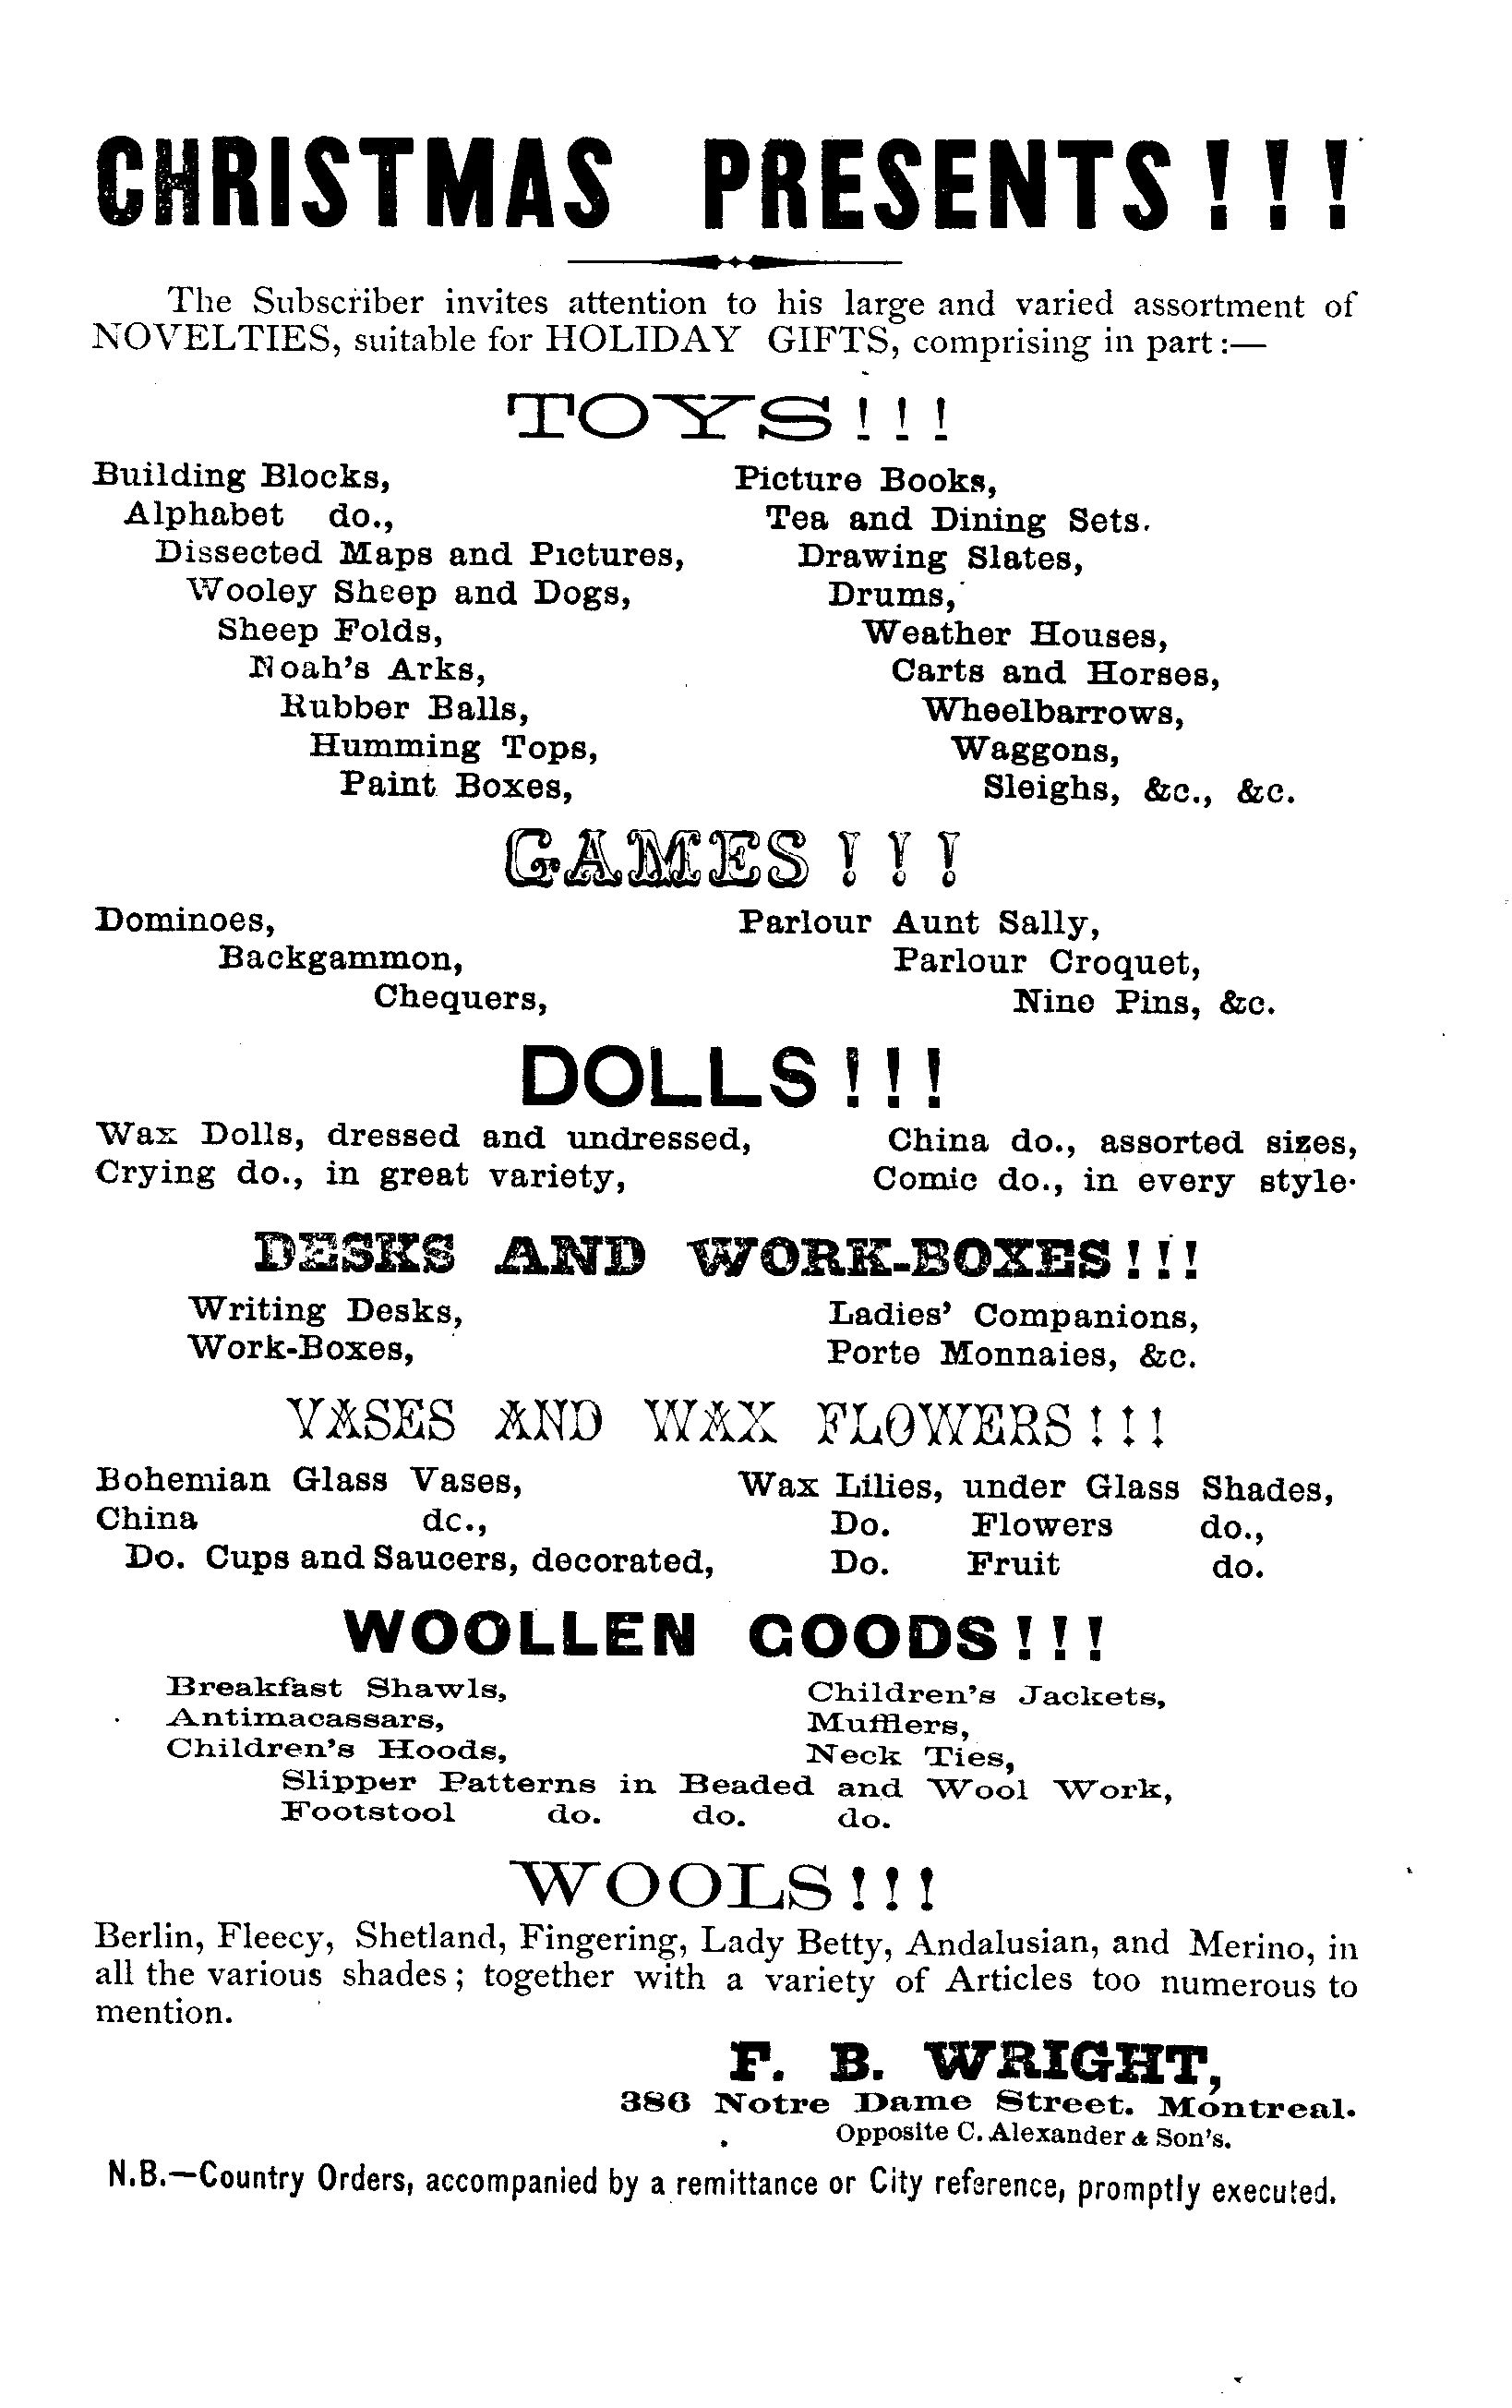 CHRISTMAS PRESENTS!!!
The Subscriber invites attention to his large and varied assortment of
NOVELTIES, suitable for HOLIDAY GIFTS, comprising in part:—
TOYS!!!
Building Blocks,
Alphabet do.,
Dissected Maps and Pictures,
Wooley Sheep and Dogs,
Sheep Folds,
Noah's Arks,
Rubber Balls,
Humming Tops,
Paint Boxes,
Picture Books,
Tea and Dining Sets.
Drawing Slates,
Drums,
Weather Houses,
Carts and Horses,
Wheelbarrows,
Waggons,
Sleighs, &c., &c.
GAMES!!!
Dominoes,
Backgammon,
Chequers,
Parlour Aunt Sally,
Parlour Croquet,
Nine Pins, &c.
DOLLS!!!
Wax Dolls, dressed and undressed,
Crying do., in great variety,
China do., assorted sizes,
Comic do., in every style.
DESKS AND WORK-BOXES!!!
Writing Desks,
Work-Boxes,
Ladies' Companions,
Porte Monnaies, &c.
VASES AND WAX FLOWERS!!!
Bohemian Glass Vases,
China do.,
Do. Cups and Saucers, decorated,
Wax Lilies, under Glass Shades,
Do. Flowers do.,
Do. Fruit do.
WOOLLEN GOODS!!!
Breakfast Shawls,
Antimacassars,
Children's Hoods,
Children's Jackets,
Mufflers,
Neck Ties,
Slipper Patterns in Beaded and Wool Work,
Footstool do. do. do.
WOOLS!!!
Berlin, Fleecy, Shetland, Fingering, Lady Betty, Andalusian, and Merino, in
all the various shades; together with a variety of Articles too numerous to
mention.
F. B. WRIGHT,
386 Notre Dame Street. Montreal.
Opposite C. Alexander & Son's.
N.B.—Country Orders, accompanied by a remittance or City reference, promptly executed.